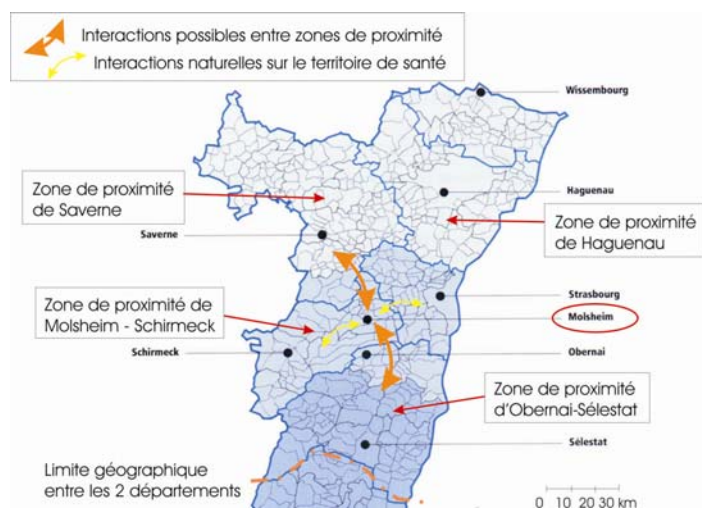 Interactions possibles entre zones de proximité
Interactions naturelles sur le territoire de santé
Wissembourg
Zone de proximité
de Saverne
Haguenau
Zone de proximité
de Haguenau
Saverne
Zone de proximité de
Molsheim - Schirmeck
Strasbourg
Molsheim
Schirmeck
Obernai
Zone de proximité
d'Obernai-Sélestat
Sélestat
Limite géographique
entre les 2 départements
0 10 20 30 km